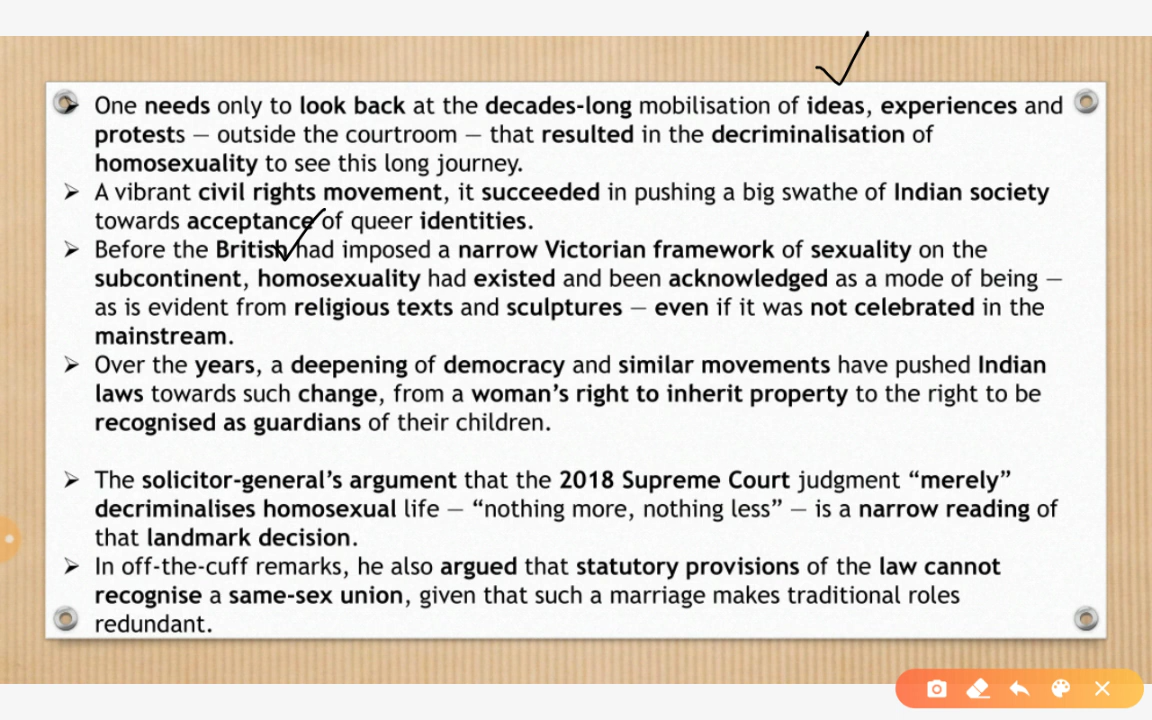 ➢ One needs only to look back at the decades-long mobilisation of ideas, experiences and
protests — outside the courtroom — that resulted in the decriminalisation of
homosexuality to see this long journey.
➢ A vibrant civil rights movement, it succeeded in pushing a big swathe of Indian society
towards acceptance of queer identities.
➢ Before the British had imposed a narrow Victorian framework of sexuality on the
subcontinent, homosexuality had existed and been acknowledged as a mode of being —
as is evident from religious texts and sculptures — even if it was not celebrated in the
mainstream.
➢ Over the years, a deepening of democracy and similar movements have pushed Indian
laws towards such change, from a woman’s right to inherit property to the right to be
recognised as guardians of their children.
➢ The solicitor-general’s argument that the 2018 Supreme Court judgment “merely”
decriminalises homosexual life — “nothing more, nothing less” — is a narrow reading of
that landmark decision.
➢ In off-the-cuff remarks, he also argued that statutory provisions of the law cannot
recognise a same-sex union, given that such a marriage makes traditional roles
redundant.